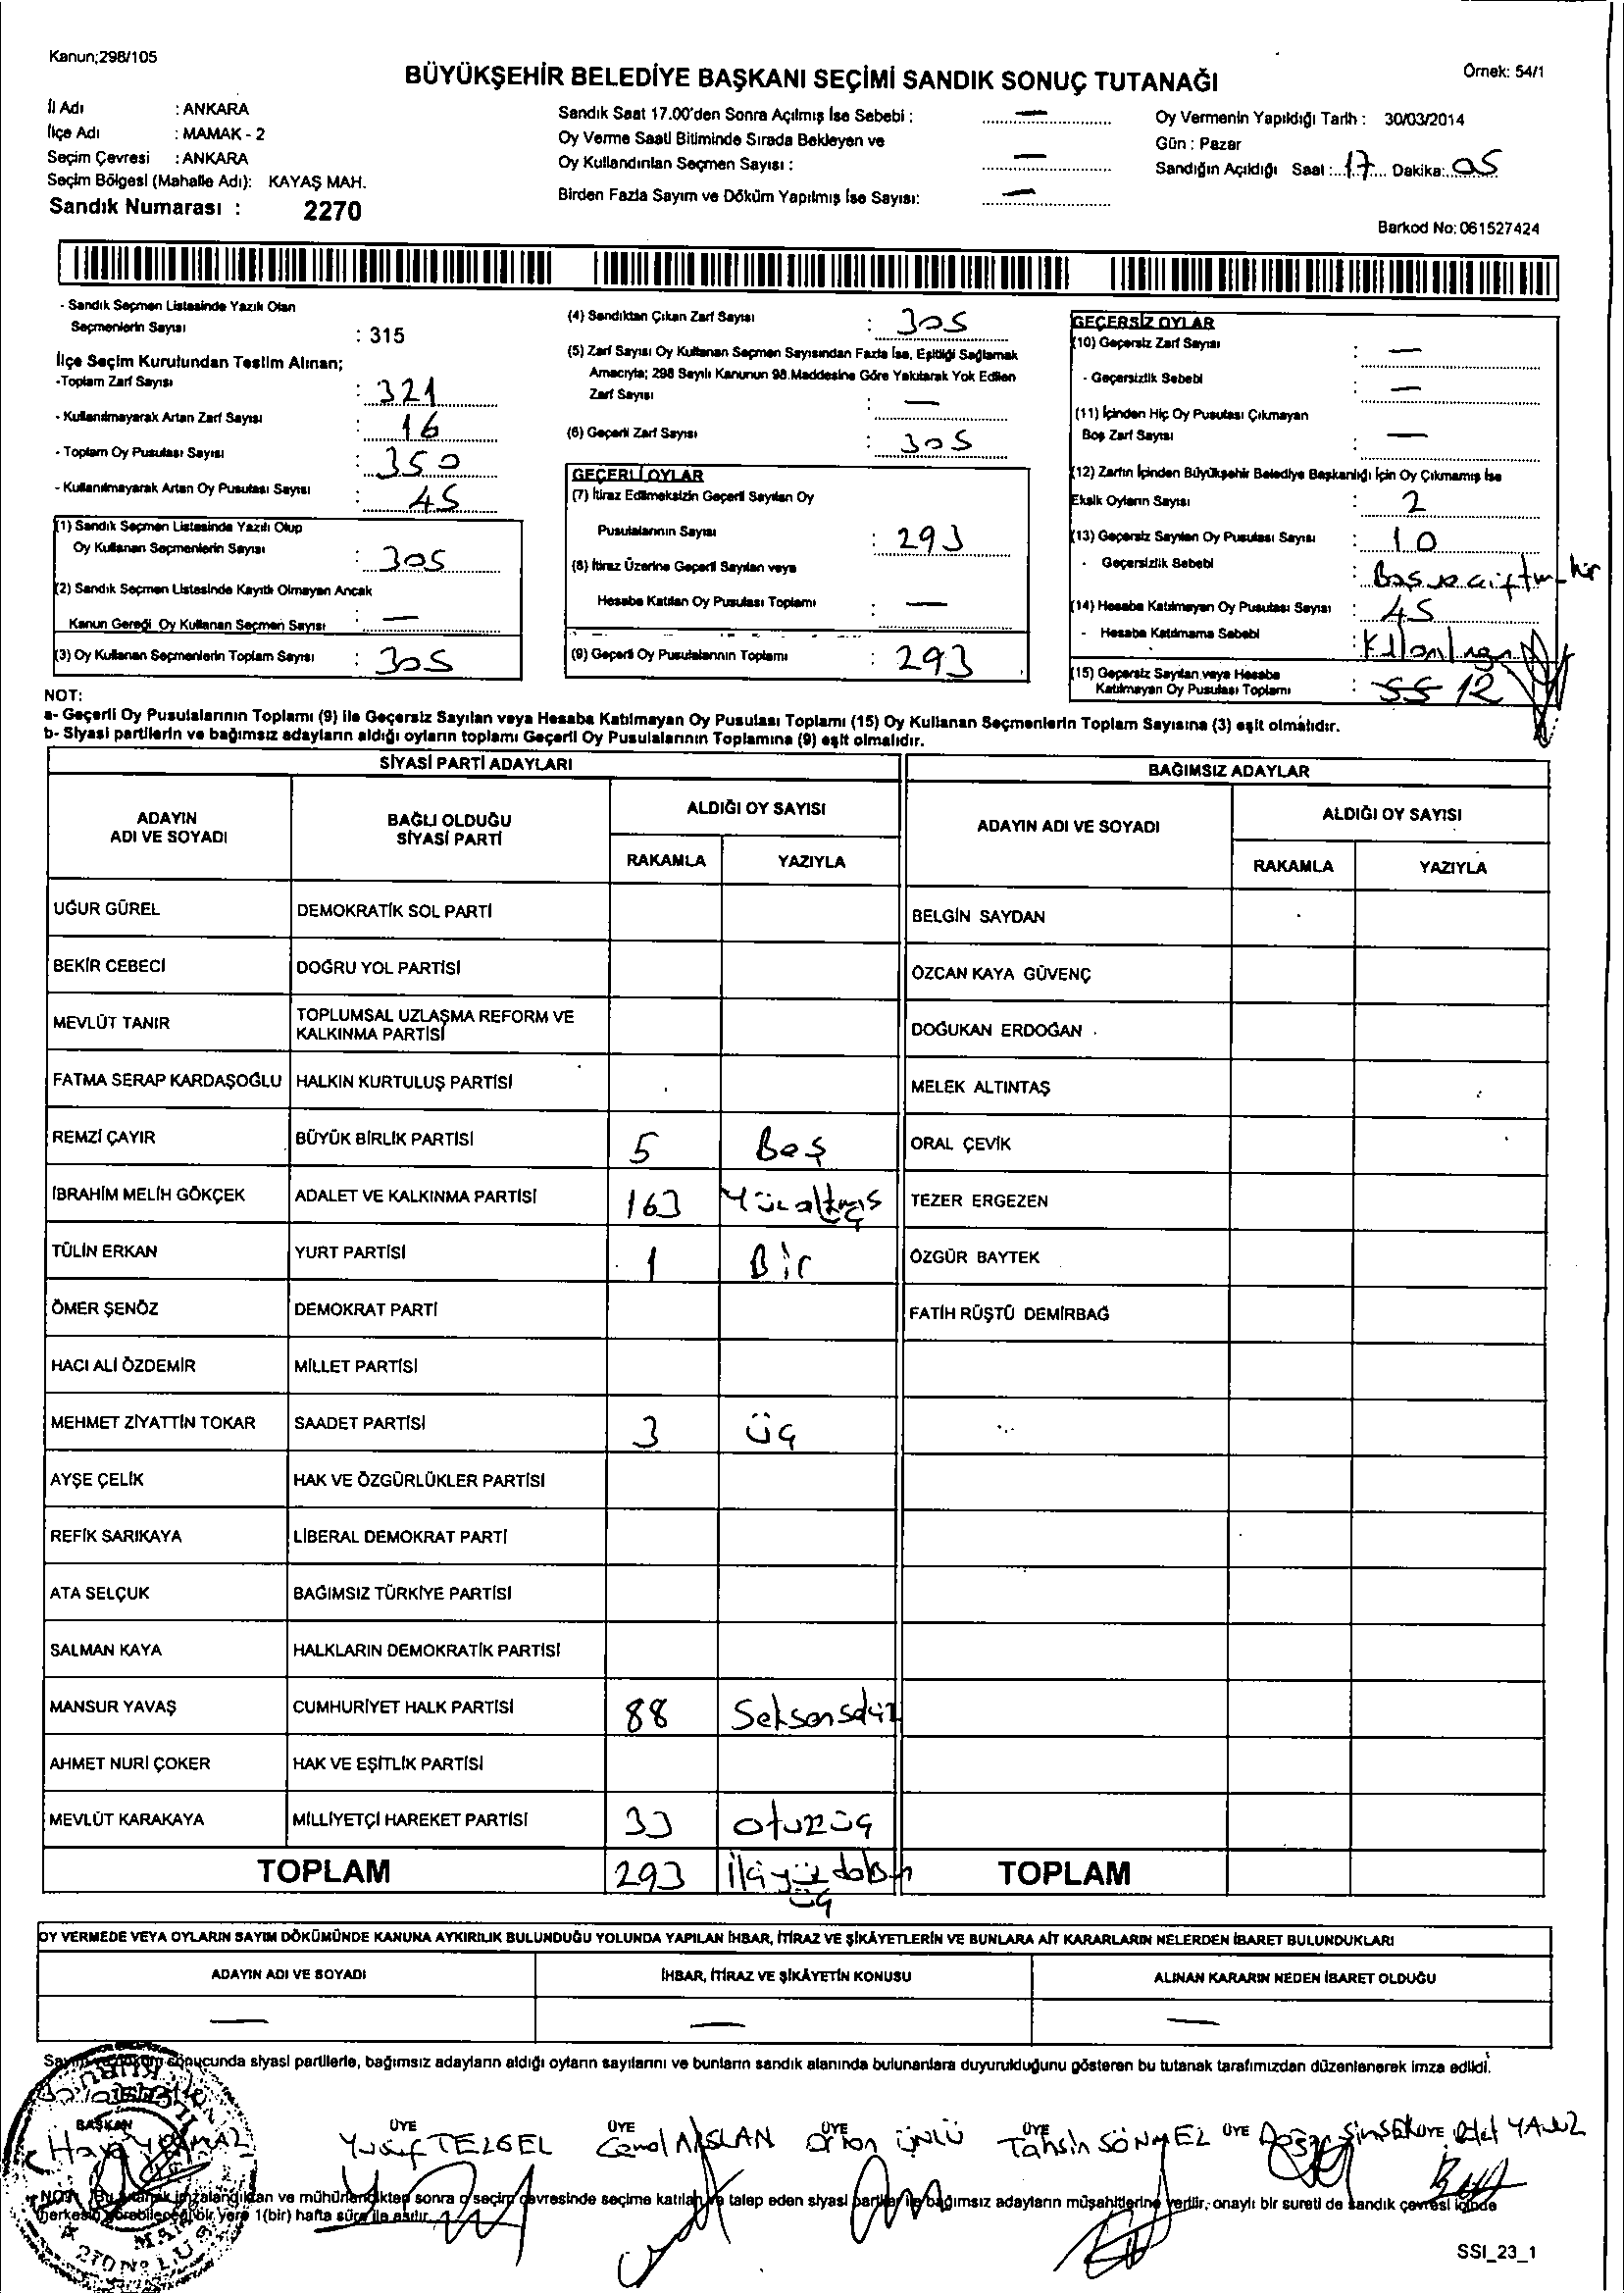 Kanun;298/105
BÜYÜKŞEHİR BELEDİYE BAŞKANI SEÇİMİ SANDIK SONUÇ TUTANAĞI
Örnek: 54/1
İl Adı : ANKARA
İlçe Adı : MAMAK - 2
Seçim Çevresi : ANKARA
Seçim Bölgesi (Mahalle Adı): KAYAŞ MAH.
Sandık Numarası : 2270
Sandık Saat 17.00'den Sonra Açılmış İse Sebebi : —
Oy Verme Saati Bitiminde Sırada Bekleyen ve
Oy Kullandırılan Seçmen Sayısı : —
Birden Fazla Sayım ve Döküm Yapılmış İse Sayısı: —
Oy Vermenin Yapıldığı Tarih : 30/03/2014
Gün : Pazar
Sandığın Açıldığı Saat : 17 Dakika: 05
Barkod No: 061527424
- Sandık Seçmen Listesinde Yazılı Olan
Seçmenlerin Sayısı : 315
İlçe Seçim Kurulundan Teslim Alınan;
-Toplam Zarf Sayısı : 321
- Kullanılmayarak Artan Zarf Sayısı : 16
- Toplam Oy Pusulası Sayısı : 350
- Kullanılmayarak Artan Oy Pusulası Sayısı : 45
(1) Sandık Seçmen Listesinde Yazılı Olup
Oy Kullanan Seçmenlerin Sayısı : 305
(2) Sandık Seçmen Listesinde Kayıtlı Olmayan Ancak
Kanun Gereği Oy Kullanan Seçmen Sayısı : —
(3) Oy Kullanan Seçmenlerin Toplam Sayısı : 305
(4) Sandıktan Çıkan Zarf Sayısı : 305
(5) Zarf Sayısı Oy Kullanan Seçmen Sayısından Fazla İse, Eşitliği Sağlamak
Amacıyla; 298 Sayılı Kanunun 98.Maddesine Göre Yakılarak Yok Edilen
Zarf Sayısı : —
(6) Geçerli Zarf Sayısı : 305
GEÇERLİ OYLAR
(7) İtiraz Edilmeksizin Geçerli Sayılan Oy
Pusulalarının Sayısı : 293
(8) İtiraz Üzerine Geçerli Sayılan veya
Hesaba Katılan Oy Pusulası Toplamı : —
(9) Geçerli Oy Pusulalarının Toplamı : 293
GEÇERSİZ OYLAR
(10) Geçersiz Zarf Sayısı : —
- Geçersizlik Sebebi : —
(11) İçinden Hiç Oy Pusulası Çıkmayan
Boş Zarf Sayısı : —
(12) Zarfın İçinden Büyükşehir Belediye Başkanlığı İçin Oy Çıkmamış İse
Eksik Oyların Sayısı : 2
(13) Geçersiz Sayılan Oy Pusulası Sayısı : 10
- Geçersizlik Sebebi : Boş ve
(14) Hesaba Katılmayan Oy Pusulası Sayısı : 45
- Hesaba Katılmama Sebebi :
(15) Geçersiz Sayılan veya Hesaba
Katılmayan Oy Pusulası Toplamı : 55 12
NOT:
a- Geçerli Oy Pusulalarının Toplamı (9) ile Geçersiz Sayılan veya Hesaba Katılmayan Oy Pusulası Toplamı (15) Oy Kullanan Seçmenlerin Toplam Sayısına (3) eşit olmalıdır.
b- Siyasi partilerin ve bağımsız adayların aldığı oyların toplamı Geçerli Oy Pusulalarının Toplamına (9) eşit olmalıdır.
SİYASİ PARTİ ADAYLARI
BAĞIMSIZ ADAYLAR
ADAYIN ADI VE SOYADI
BAĞLI OLDUĞU SİYASİ PARTİ
ALDIĞI OY SAYISI
RAKAMLA YAZIYLA
ADAYIN ADI VE SOYADI
ALDIĞI OY SAYISI
RAKAMLA YAZIYLA
UĞUR GÜREL DEMOKRATİK SOL PARTİ BELGİN SAYDAN
BEKİR CEBECİ DOĞRU YOL PARTİSİ ÖZCAN KAYA GÜVENÇ
MEVLÜT TANIR TOPLUMSAL UZLAŞMA REFORM VE KALKINMA PARTİSİ DOĞUKAN ERDOĞAN
FATMA SERAP KARDAŞOĞLU HALKIN KURTULUŞ PARTİSİ MELEK ALTINTAŞ
REMZİ ÇAYIR BÜYÜK BİRLİK PARTİSİ 5 Beş ORAL ÇEVİK
İBRAHİM MELİH GÖKÇEK ADALET VE KALKINMA PARTİSİ 163 Yüzaltmış üç TEZER ERGEZEN
TÜLİN ERKAN YURT PARTİSİ 1 Bir ÖZGÜR BAYTEK
ÖMER ŞENÖZ DEMOKRAT PARTİ FATİH RÜŞTÜ DEMİRBAĞ
HACI ALİ ÖZDEMİR MİLLET PARTİSİ
MEHMET ZİYATTİN TOKAR SAADET PARTİSİ 3 üç
AYŞE ÇELİK HAK VE ÖZGÜRLÜKLER PARTİSİ
REFİK SARIKAYA LİBERAL DEMOKRAT PARTİ
ATA SELÇUK BAĞIMSIZ TÜRKİYE PARTİSİ
SALMAN KAYA HALKLARIN DEMOKRATİK PARTİSİ
MANSUR YAVAŞ CUMHURİYET HALK PARTİSİ 88 Seksensekiz
AHMET NURİ ÇOKER HAK VE EŞİTLİK PARTİSİ
MEVLÜT KARAKAYA MİLLİYETÇİ HAREKET PARTİSİ 33 otuzüç
TOPLAM 293 İkiyüz doksan üç TOPLAM
OY VERMEDE VEYA OYLARIN SAYIM DÖKÜMÜNDE KANUNA AYKIRILIK BULUNDUĞU YOLUNDA YAPILAN İHBAR, İTİRAZ VE ŞİKÂYETLERİN VE BUNLARA AİT KARARLARIN NELERDEN İBARET BULUNDUKLARI
ADAYIN ADI VE SOYADI İHBAR, İTİRAZ VE ŞİKÂYETİN KONUSU ALINAN KARARIN NEDEN İBARET OLDUĞU
— — —
Sayım ve döküm sonucunda siyasi partilerle, bağımsız adayların aldığı oyların sayılarını ve bunların sandık alanında bulunanlara duyurulduğunu gösteren bu tutanak tarafımızdan düzenlenerek imza edildi.
BAŞKAN ÜYE ÜYE ÜYE ÜYE ÜYE ÜYE
Yusuf TELGEL Cemal ARSLAN Orhan ÜNLÜ Tahsin SÖNMEZ
NOT: Bu tutanak imzalandıktan ve mühürlendikten sonra o seçim çevresinde seçime katılan ve talep eden siyasi partiler ile bağımsız adayların müşahitlerine verilir, onaylı bir sureti de sandık çevresi içinde
herkesin görebileceği bir yere 1(bir) hafta süre ile asılır.
SSI_23_1